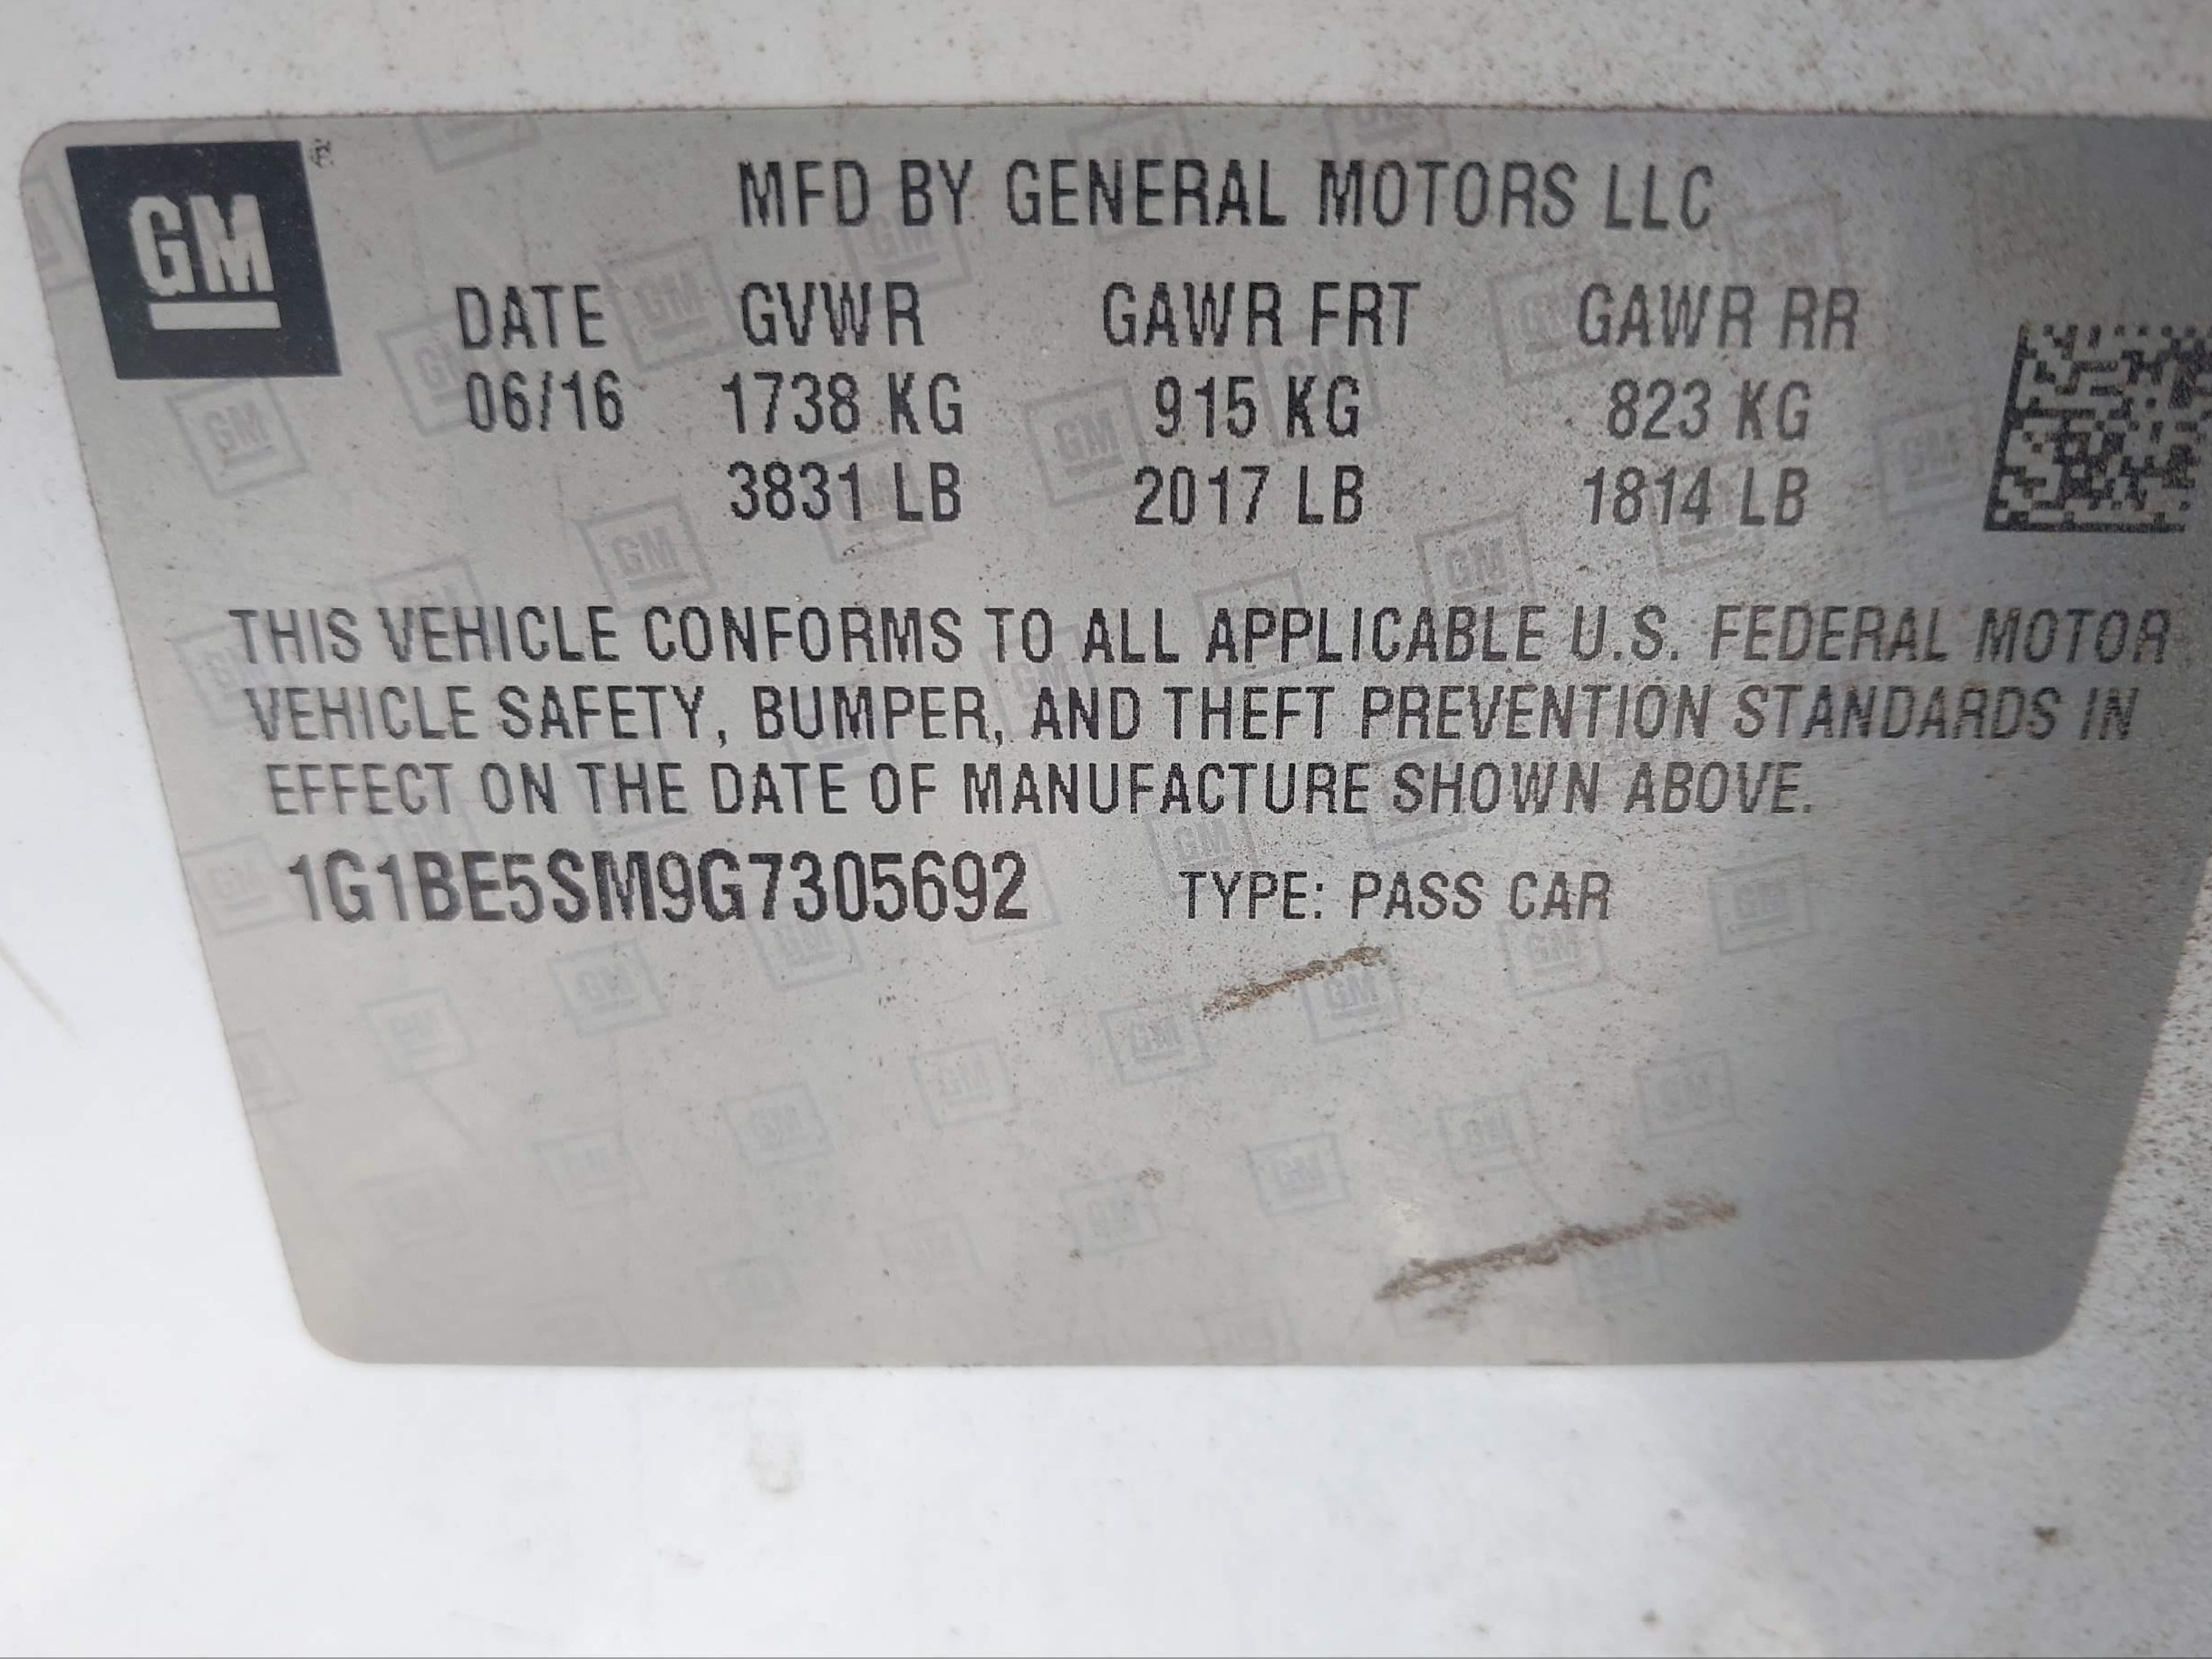 GM
MFD BY GENERAL MOTORS LLC
DATE GVWR GAWR FRT GAWR RR
06/16 1738 KG 915 KG 823 KG
3831 LB 2017 LB 1814 LB
THIS VEHICLE CONFORMS TO ALL APPLICABLE U.S. FEDERAL MOTOR
VEHICLE SAFETY, BUMPER, AND THEFT PREVENTION STANDARDS IN
EFFECT ON THE DATE OF MANUFACTURE SHOWN ABOVE.
1G1BE5SM9G7305692 TYPE: PASS CAR